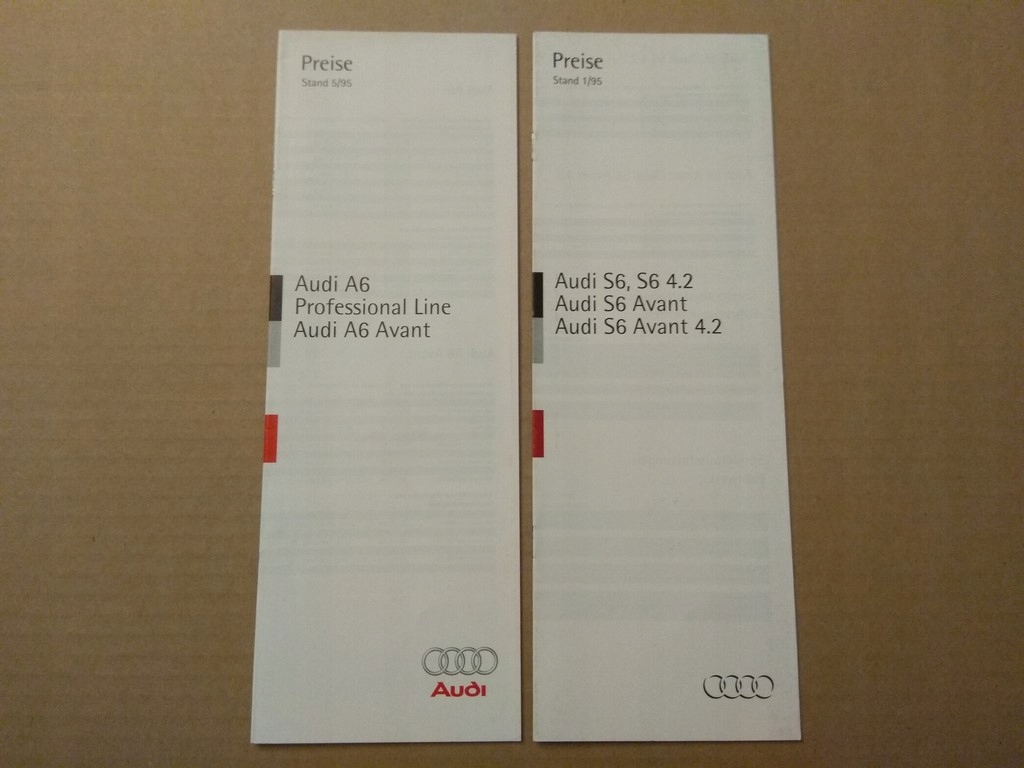 Preise
Stand 5/95
Audi A6
Professional Line
Audi A6 Avant
Audi
Preise
Stand 1/95
Audi S6, S6 4.2
Audi S6 Avant
Audi S6 Avant 4.2